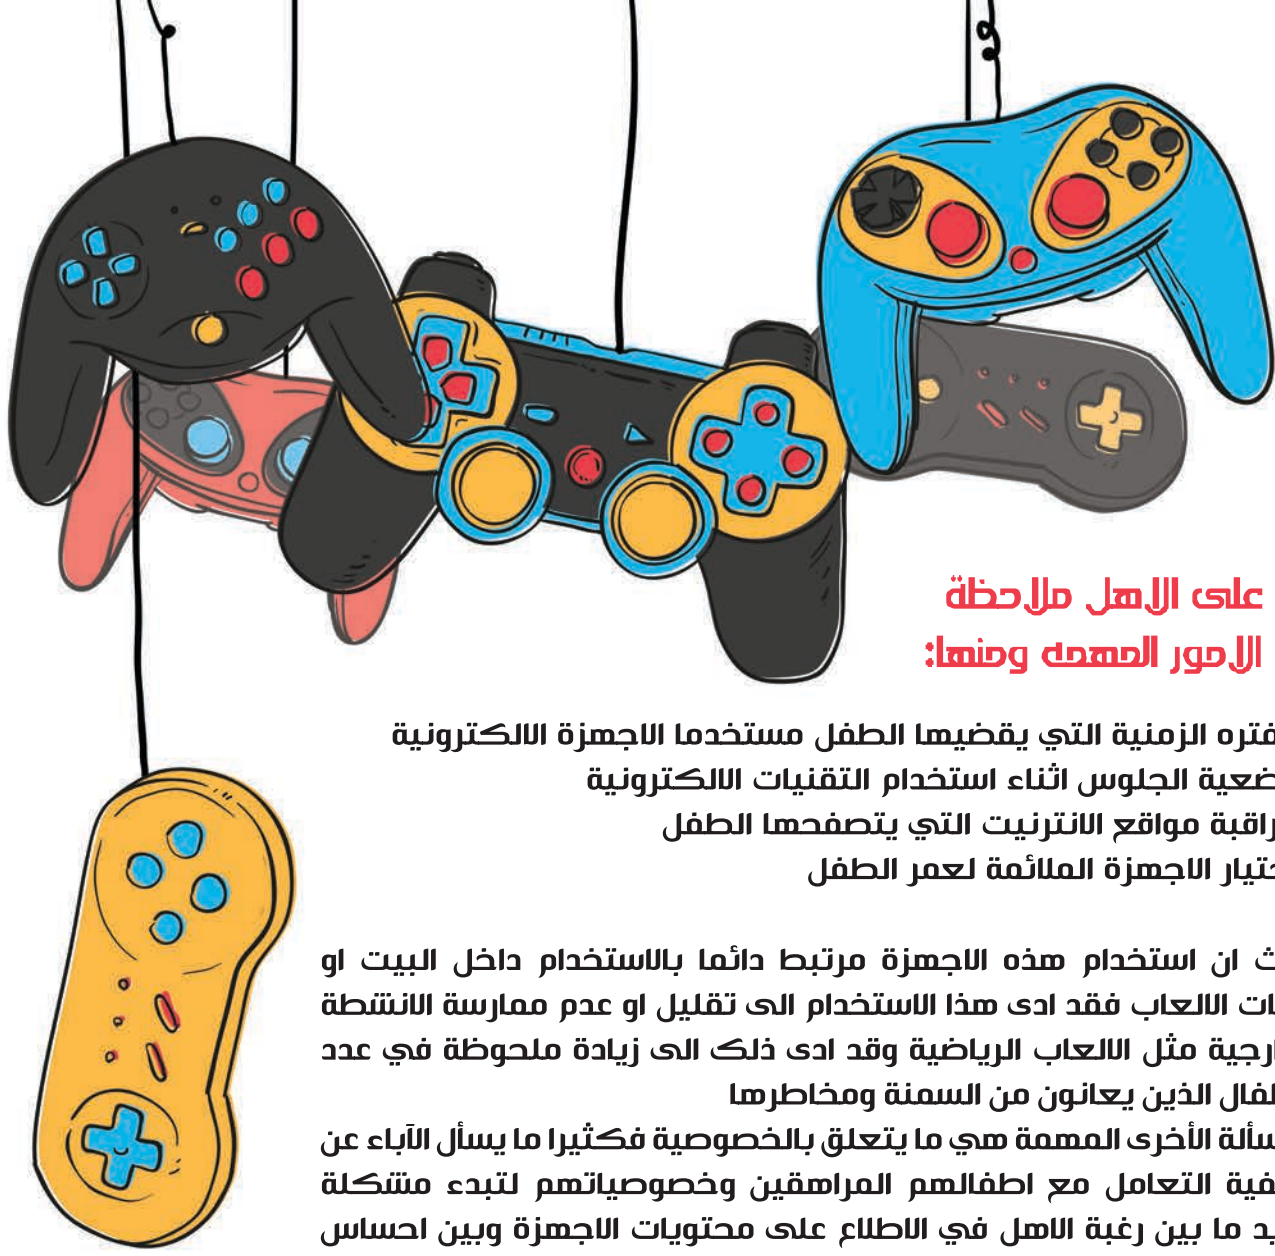 على الاهل ملاحظة
الامور المهمه ومنها:
فتره الزمنية التي يقضيها الطفل مستخدما الاجهزة الالكترونية
ضعية الجلوس اثناء استخدام التقنيات الالكترونية
راقبة مواقع الانترنيت التي يتصفحها الطفل
ختيار الاجهزة الملائمة لعمر الطفل
ث ان استخدام هذه الاجهزة مرتبط دائما بالاستخدام داخل البيت او
ات الالعاب فقد ادى هذا الاستخدام الى تقليل او عدم ممارسة الانشطة
ارجية مثل الالعاب الرياضية وقد ادى ذلك الى زيادة ملحوظة في عدد
لفال الذين يعانون من السمنة ومخاطرها
سألة الأخرى المهمة هي ما يتعلق بالخصوصية فكثيرا ما يسأل الآباء عن
فية التعامل مع اطفالهم المراهقين وخصوصياتهم لتبدء مشكلة
يد ما بين رغبة الاهل في الاطلاع على محتويات الاجهزة وبين احساس